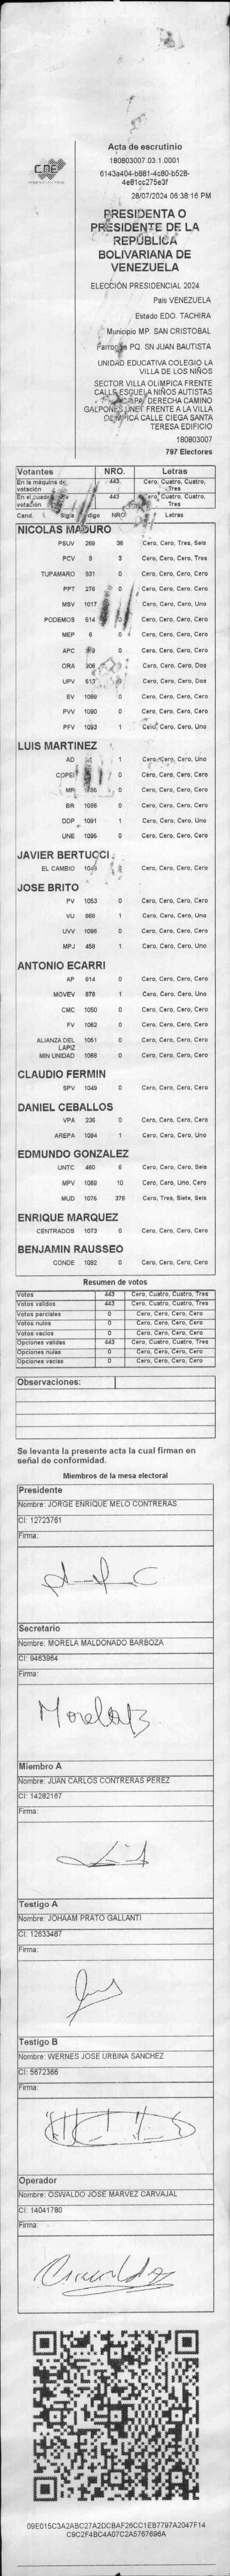 CNE
Acta de escrutinio
180803007.03.1.0001
6143a404-b681-4c80-b528-
4e81cc275e3f
28/07/2024 06:38:16 PM
PRESIDENTA O
PRESIDENTE DE LA
REPÚBLICA
BOLIVARIANA DE
VENEZUELA
ELECCIÓN PRESIDENCIAL 2024
País VENEZUELA
Estado EDO. TACHIRA
Municipio MP. SAN CRISTOBAL
Parroquia PQ. SN JUAN BAUTISTA
UNIDAD EDUCATIVA COLEGIO LA
VILLA DE LOS NIÑOS
SECTOR VILLA OLIMPICA FRENTE
CALLE ESCUELA NIÑOS AUTISTAS
DERECHA CAMINO
GALPONES FRENTE A LA VILLA
OLIMPICA CALLE CIEGA SANTA
TERESA EDIFICIO
180803007
797 Electores
Votantes NRO. Letras
En la máquina de votación 443 Cero, Cuatro, Cuatro, Tres
En el cuaderno de votación 443 Cero, Cuatro, Cuatro, Tres
Cand. Sigla NRO Letras
NICOLAS MADURO
PSUV 269 36 Cero, Cero, Tres, Seis
PCV 9 3 Cero, Cero, Cero, Tres
TUPAMARO 931 0 Cero, Cero, Cero, Cero
PPT 276 0 Cero, Cero, Cero, Cero
MSV 1017 Cero, Cero, Cero, Uno
PODEMOS 514 0 Cero, Cero, Cero, Cero
MEP 6 0 Cero, Cero, Cero, Cero
APC 0 Cero, Cero, Cero, Cero
ORA 906 Cero, Cero, Cero, Dos
UPV 513 Cero, Cero, Cero, Dos
EV 1089 0 Cero, Cero, Cero, Cero
PVV 1090 0 Cero, Cero, Cero, Cero
PFV 1093 1 Cero, Cero, Cero, Uno
LUIS MARTINEZ
AD 1 Cero, Cero, Cero, Uno
COPEI 0 Cero, Cero, Cero, Cero
MR 0 Cero, Cero, Cero, Cero
BR 1086 0 Cero, Cero, Cero, Cero
DDP 1091 1 Cero, Cero, Cero, Uno
UNE 1095 0 Cero, Cero, Cero, Cero
JAVIER BERTUCCI
EL CAMBIO 0 Cero, Cero, Cero, Cero
JOSE BRITO
PV 1053 0 Cero, Cero, Cero, Cero
VU 868 1 Cero, Cero, Cero, Uno
UVV 1096 0 Cero, Cero, Cero, Cero
MPJ 458 1 Cero, Cero, Cero, Uno
ANTONIO ECARRI
AP 814 0 Cero, Cero, Cero, Cero
MOVEV 878 1 Cero, Cero, Cero, Uno
CMC 1050 0 Cero, Cero, Cero, Cero
FV 1062 0 Cero, Cero, Cero, Cero
ALIANZA DEL LAPIZ 1051 0 Cero, Cero, Cero, Cero
MIN UNIDAD 1088 0 Cero, Cero, Cero, Cero
CLAUDIO FERMIN
SPV 1049 0 Cero, Cero, Cero, Cero
DANIEL CEBALLOS
VPA 236 0 Cero, Cero, Cero, Cero
AREPA 1094 1 Cero, Cero, Cero, Uno
EDMUNDO GONZALEZ
UNTC 460 6 Cero, Cero, Cero, Seis
MPV 1089 10 Cero, Cero, Uno, Cero
MUD 1076 376 Cero, Tres, Siete, Seis
ENRIQUE MARQUEZ
CENTRADOS 1073 0 Cero, Cero, Cero, Cero
BENJAMIN RAUSSEO
CONDE 1092 0 Cero, Cero, Cero, Cero
Resumen de votos
Votos 443 Cero, Cuatro, Cuatro, Tres
Votos validos 443 Cero, Cuatro, Cuatro, Tres
Votos parciales 0 Cero, Cero, Cero, Cero
Votos nulos 0 Cero, Cero, Cero, Cero
Votos vacios 0 Cero, Cero, Cero, Cero
Opciones validas 443 Cero, Cuatro, Cuatro, Tres
Opciones nulas 0 Cero, Cero, Cero, Cero
Opciones vacias 0 Cero, Cero, Cero, Cero
Observaciones:
Se levanta la presente acta la cual firman en
señal de conformidad.
Miembros de la mesa electoral
Presidente
Nombre: JORGE ENRIQUE MELO CONTRERAS
CI: 12723761
Firma:
Secretario
Nombre: MORELA MALDONADO BARBOZA
CI: 9463964
Firma:
Miembro A
Nombre: JUAN CARLOS CONTRERAS PEREZ
CI: 14282167
Firma:
Testigo A
Nombre: JOHAAM PRATO GALLANTI
CI: 12633487
Firma:
Testigo B
Nombre: WERNES JOSE URBINA SANCHEZ
CI: 5672366
Firma:
Operador
Nombre: OSWALDO JOSE MARVEZ CARVAJAL
CI: 14041780
Firma:
09E015C3A2ABC27A2DCBAF26CC1EB7797A2047F14
C9C2F4BC4A07C2A5767696A